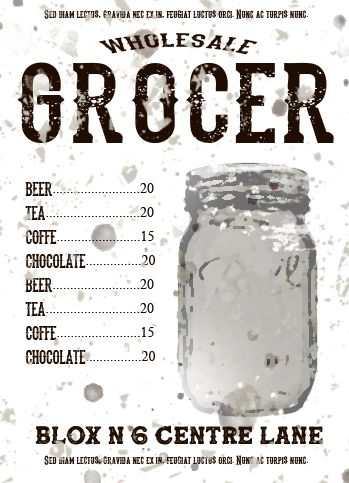 Sed diam lectus, gravida nec ex in, feugiat luctus orci. Nunc ac turpis nunc.
WHOLESALE
GROCER
BEER....................20
TEA.......................20
COFFE....................15
CHOCOLATE................20
BEER....................20
TEA.......................20
COFFE....................15
CHOCOLATE................20
BLOX N 6 CENTRE LANE
Sed diam lectus, gravida nec ex in, feugiat luctus orci. Nunc ac turpis nunc.